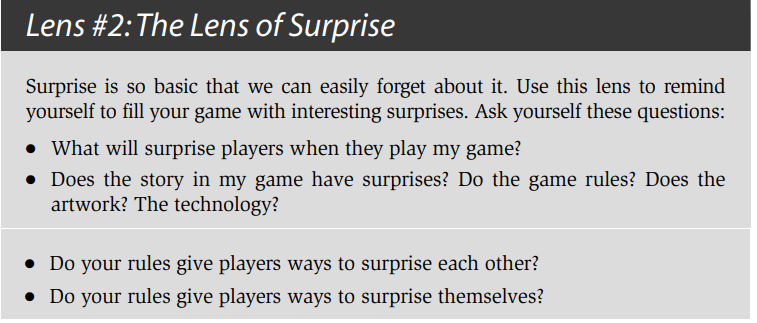 Lens #2: The Lens of Surprise
Surprise is so basic that we can easily forget about it. Use this lens to remind
yourself to fill your game with interesting surprises. Ask yourself these questions:
● What will surprise players when they play my game?
● Does the story in my game have surprises? Do the game rules? Does the
artwork? The technology?
● Do your rules give players ways to surprise each other?
● Do your rules give players ways to surprise themselves?